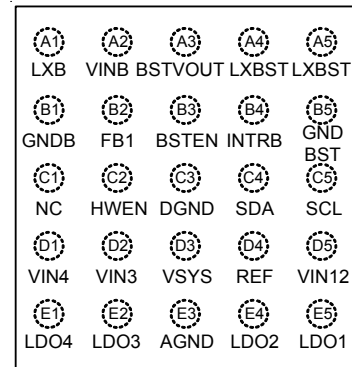 A1 A2 A3 A4 A5
LXB VINB BSTVOUT LXBST LXBST
B1 B2 B3 B4 B5
GNDB FB1 BSTEN INTRB GND BST
C1 C2 C3 C4 C5
NC HWEN DGND SDA SCL
D1 D2 D3 D4 D5
VIN4 VIN3 VSYS REF VIN12
E1 E2 E3 E4 E5
LDO4 LDO3 AGND LDO2 LDO1